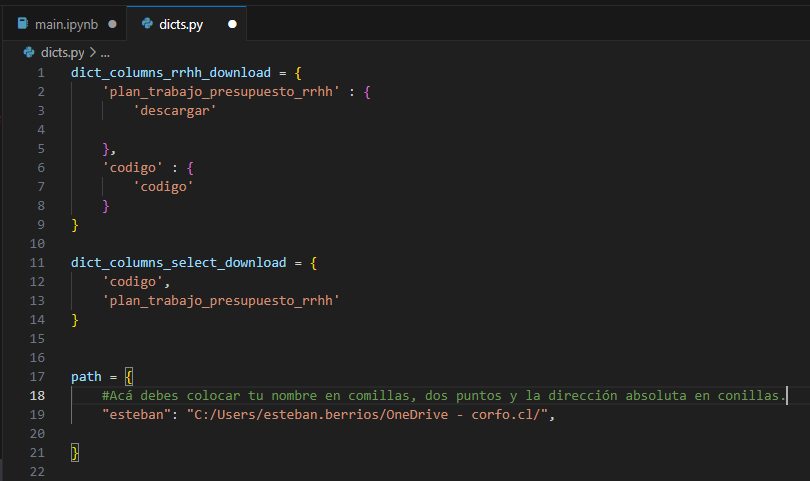 main.ipynb
dicts.py
dicts.py > ...
1 dict_columns_rrhh_download = {
2 'plan_trabajo_presupuesto_rrhh' : {
3 'descargar'
4
5 },
6 'codigo' : {
7 'codigo'
8 }
9 }
10
11 dict_columns_select_download = {
12 'codigo',
13 'plan_trabajo_presupuesto_rrhh'
14 }
15
16
17 path = {
18 #Acá debes colocar tu nombre en comillas, dos puntos y la dirección absoluta en conillas.
19 "esteban": "C:/Users/esteban.berrios/OneDrive - corfo.cl/",
20
21 }
22